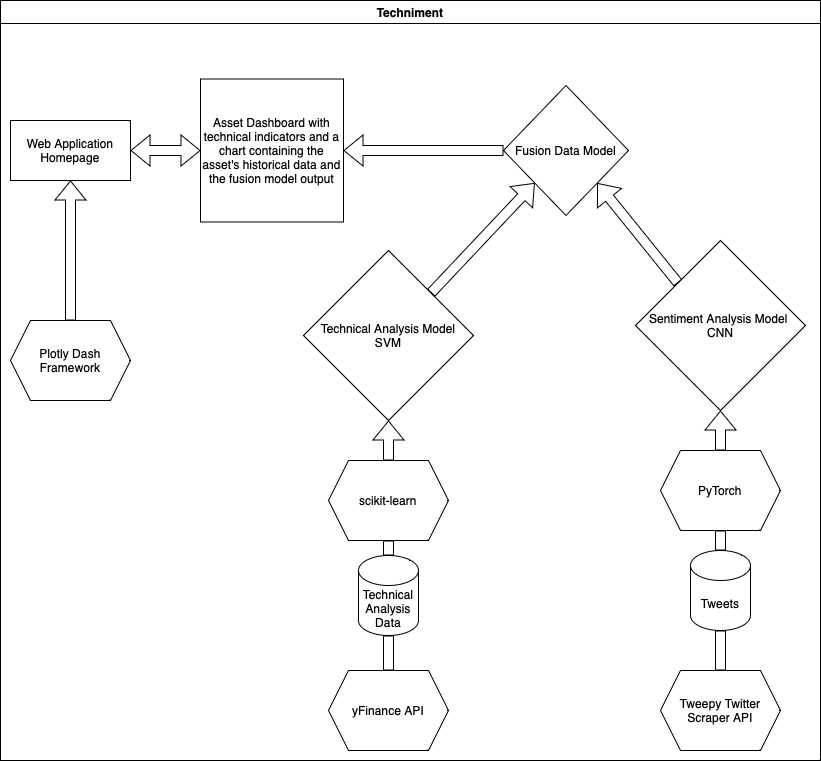 Techniment
Web Application
Homepage
Asset Dashboard with
technical indicators and a
chart containing the
asset's historical data and
the fusion model output
Fusion Data Model
Plotly Dash
Framework
Technical Analysis Model
SVM
Sentiment Analysis Model
CNN
scikit-learn
PyTorch
Technical
Analysis
Data
Tweets
yFinance API
Tweepy Twitter
Scraper API